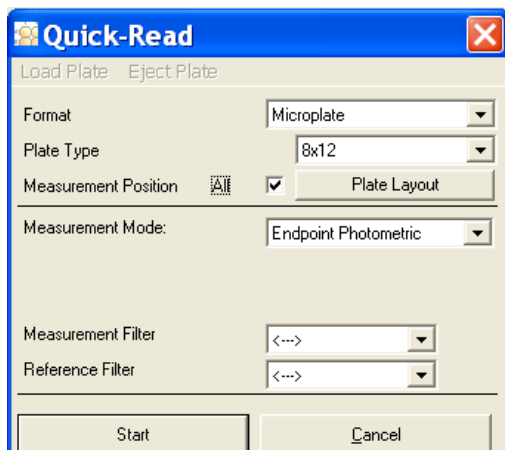 Quick-Read
Load Plate Eject Plate
Format Microplate
Plate Type 8x12
Measurement Position All Plate Layout
Measurement Mode: Endpoint Photometric
Measurement Filter <--->
Reference Filter <--->
Start Cancel